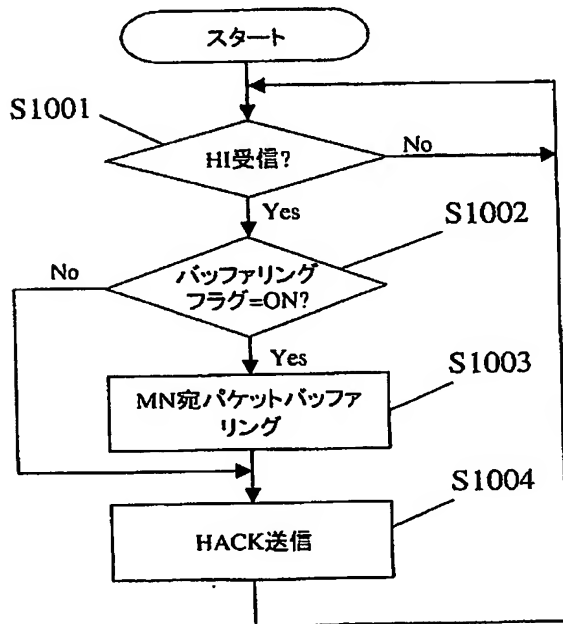 スタート
S1001
HI受信?
No
Yes
S1002
No
バッファリング
フラグ=ON?
Yes
S1003
MN宛パケットバッファ
リング
S1004
HACK送信